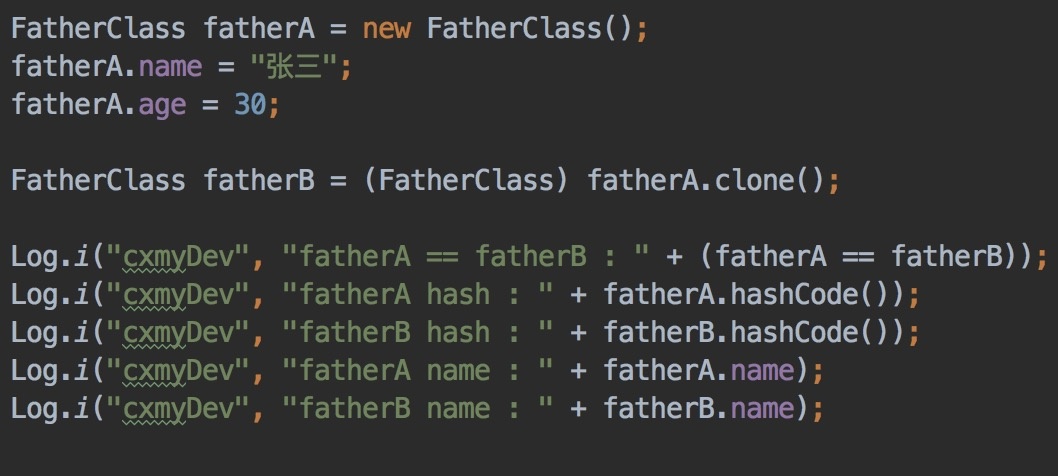 FatherClass fatherA = new FatherClass();
fatherA.name = "张三";
fatherA.age = 30;
FatherClass fatherB = (FatherClass) fatherA.clone();
Log.i("cxmyDev", "fatherA == fatherB : " + (fatherA == fatherB));
Log.i("cxmyDev", "fatherA hash : " + fatherA.hashCode());
Log.i("cxmyDev", "fatherB hash : " + fatherB.hashCode());
Log.i("cxmyDev", "fatherA name : " + fatherA.name);
Log.i("cxmyDev", "fatherB name : " + fatherB.name);